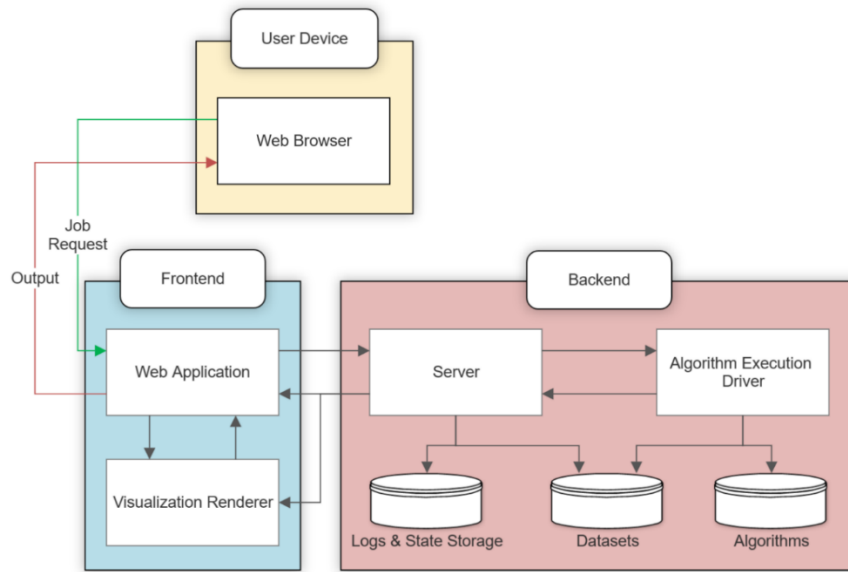 User Device
Web Browser
Job
Request
Output
Frontend
Backend
Web Application
Server
Algorithm Execution
Driver
Visualization Renderer
Logs & State Storage
Datasets
Algorithms